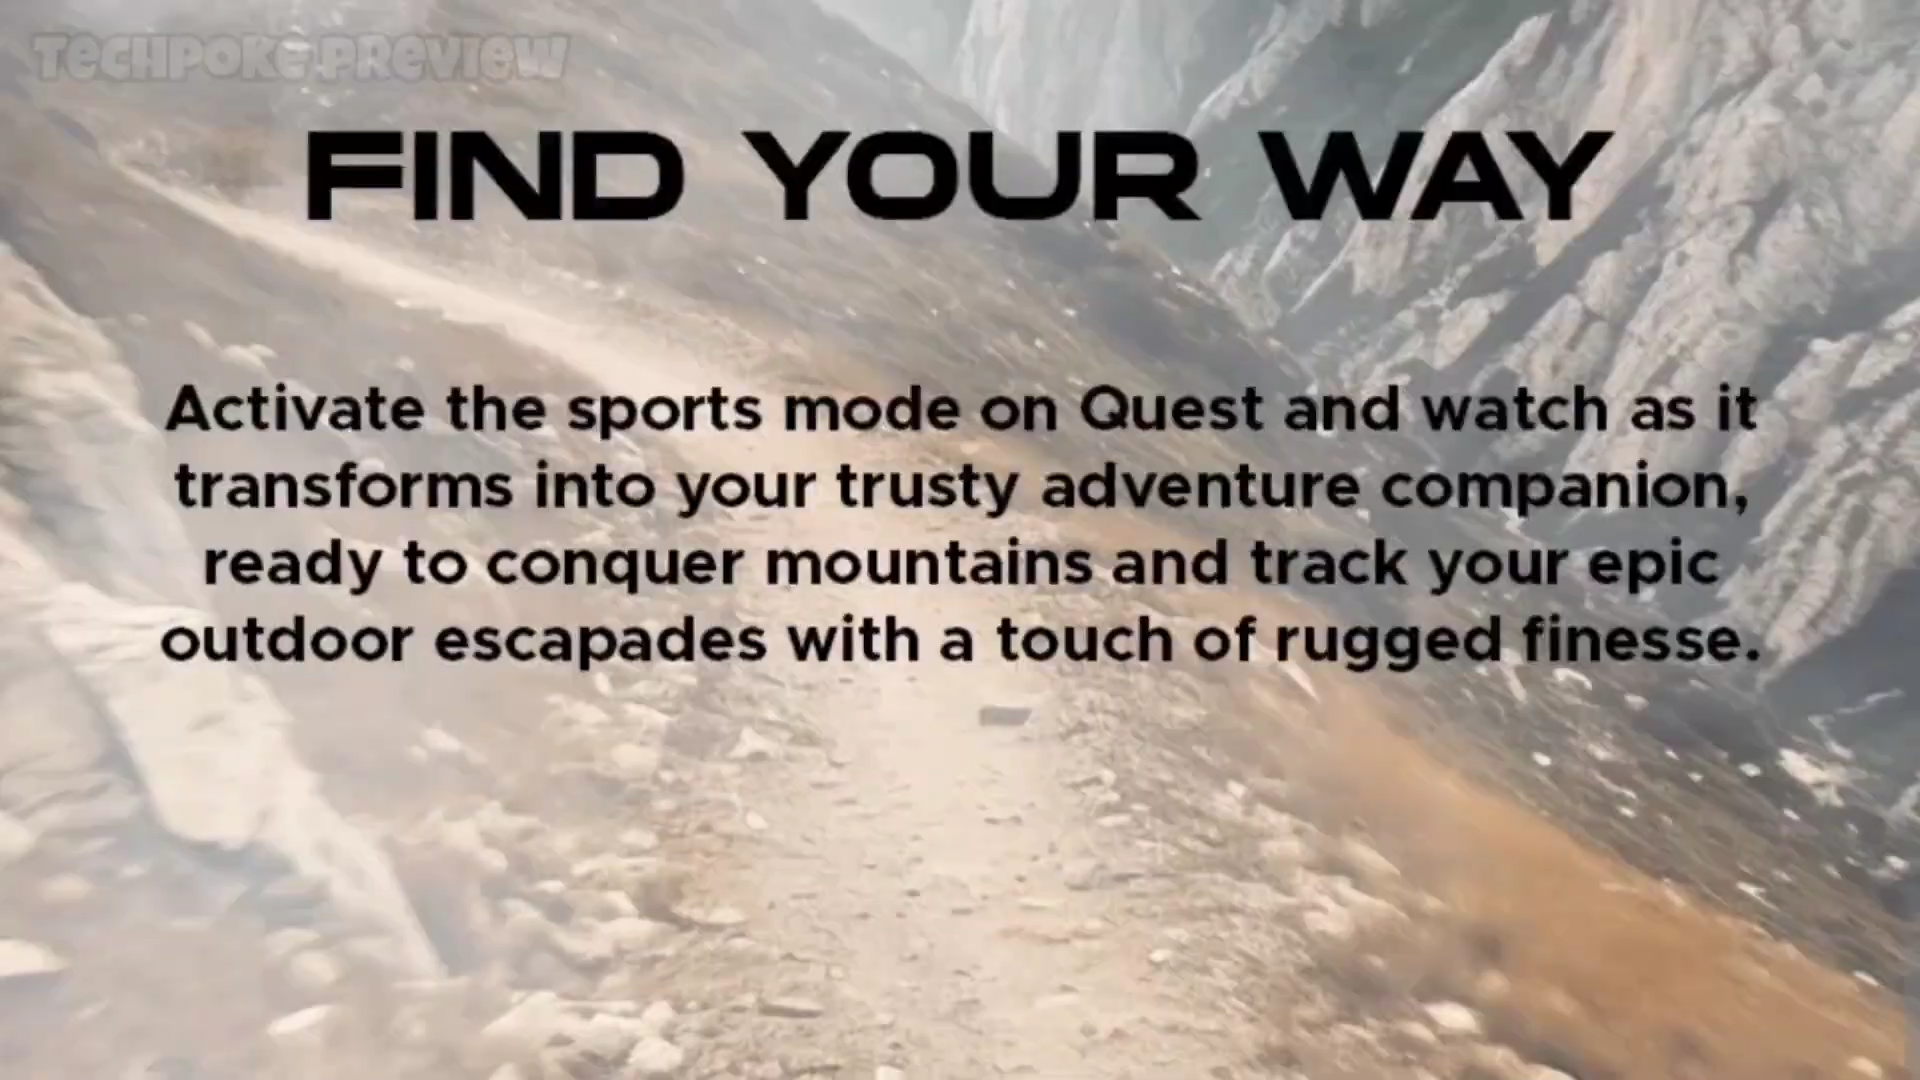 TECHPOKE PREVIEW
FIND YOUR WAY
Activate the sports mode on Quest and watch as it
transforms into your trusty adventure companion,
ready to conquer mountains and track your epic
outdoor escapades with a touch of rugged finesse.